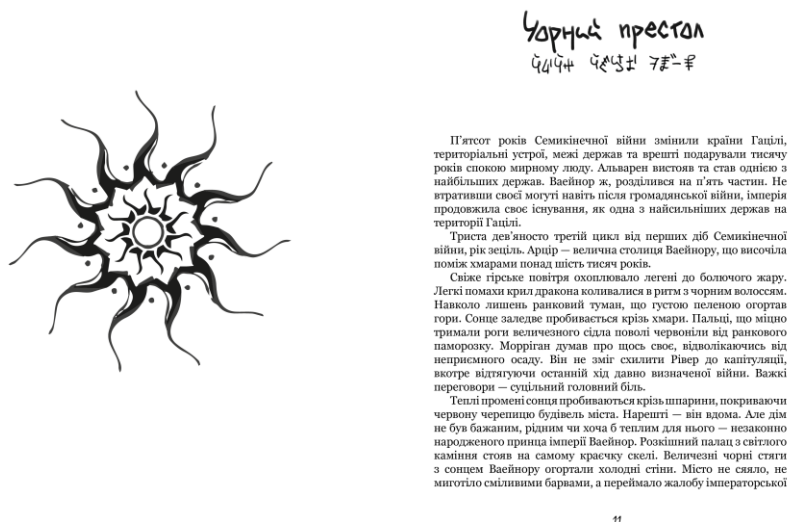 Чорний престол
П'ятсот років Семикінечної війни змінили країни Гацілі,
територіальні устрої, межі держав та врешті подарували тисячу
років спокою мирному люду. Альварен вистояв та став однією з
найбільших держав. Ваейнор ж, розділився на п'ять частин. Не
втративши своєї могуті навіть після громадянської війни, імперія
продовжила своє існування, як одна з найсильніших держав на
території Гацілі.
Триста дев'яносто третій цикл від перших діб Семикінечної
війни, рік зеціль. Арцір — велична столиця Ваейнору, що височіла
поміж хмарами понад шість тисяч років.
Свіже гірське повітря охоплювало легені до болючого жару.
Легкі помахи крил дракона коливалися в ритм з чорним волоссям.
Навколо лишень ранковий туман, що густою пеленою огортав
гори. Сонце заледве пробивається крізь хмари. Пальці, що міцно
тримали роги величезного сідла поволі червоніли від ранкового
паморозку. Морріган думав про щось своє, відволікаючись від
неприємного осаду. Він не зміг схилити Рівер до капітуляції,
вкотре відтягуючи останній хід давно визначеної війни. Важкі
переговори — суцільний головний біль.
Теплі промені сонця пробиваються крізь шпарини, покриваючи
червону черепицю будівель міста. Нарешті — він вдома. Але дім
не був бажаним, рідним чи хоча б теплим для нього — незаконно
народженого принца імперії Ваейнор. Розкішний палац з світлого
каміння стояв на самому краєчку скелі. Величезні чорні стяги
з сонцем Ваейнору огортали холодні стіни. Місто не сяяло, не
миготіло сміливими барвами, а переймало жалобу імператорської
11